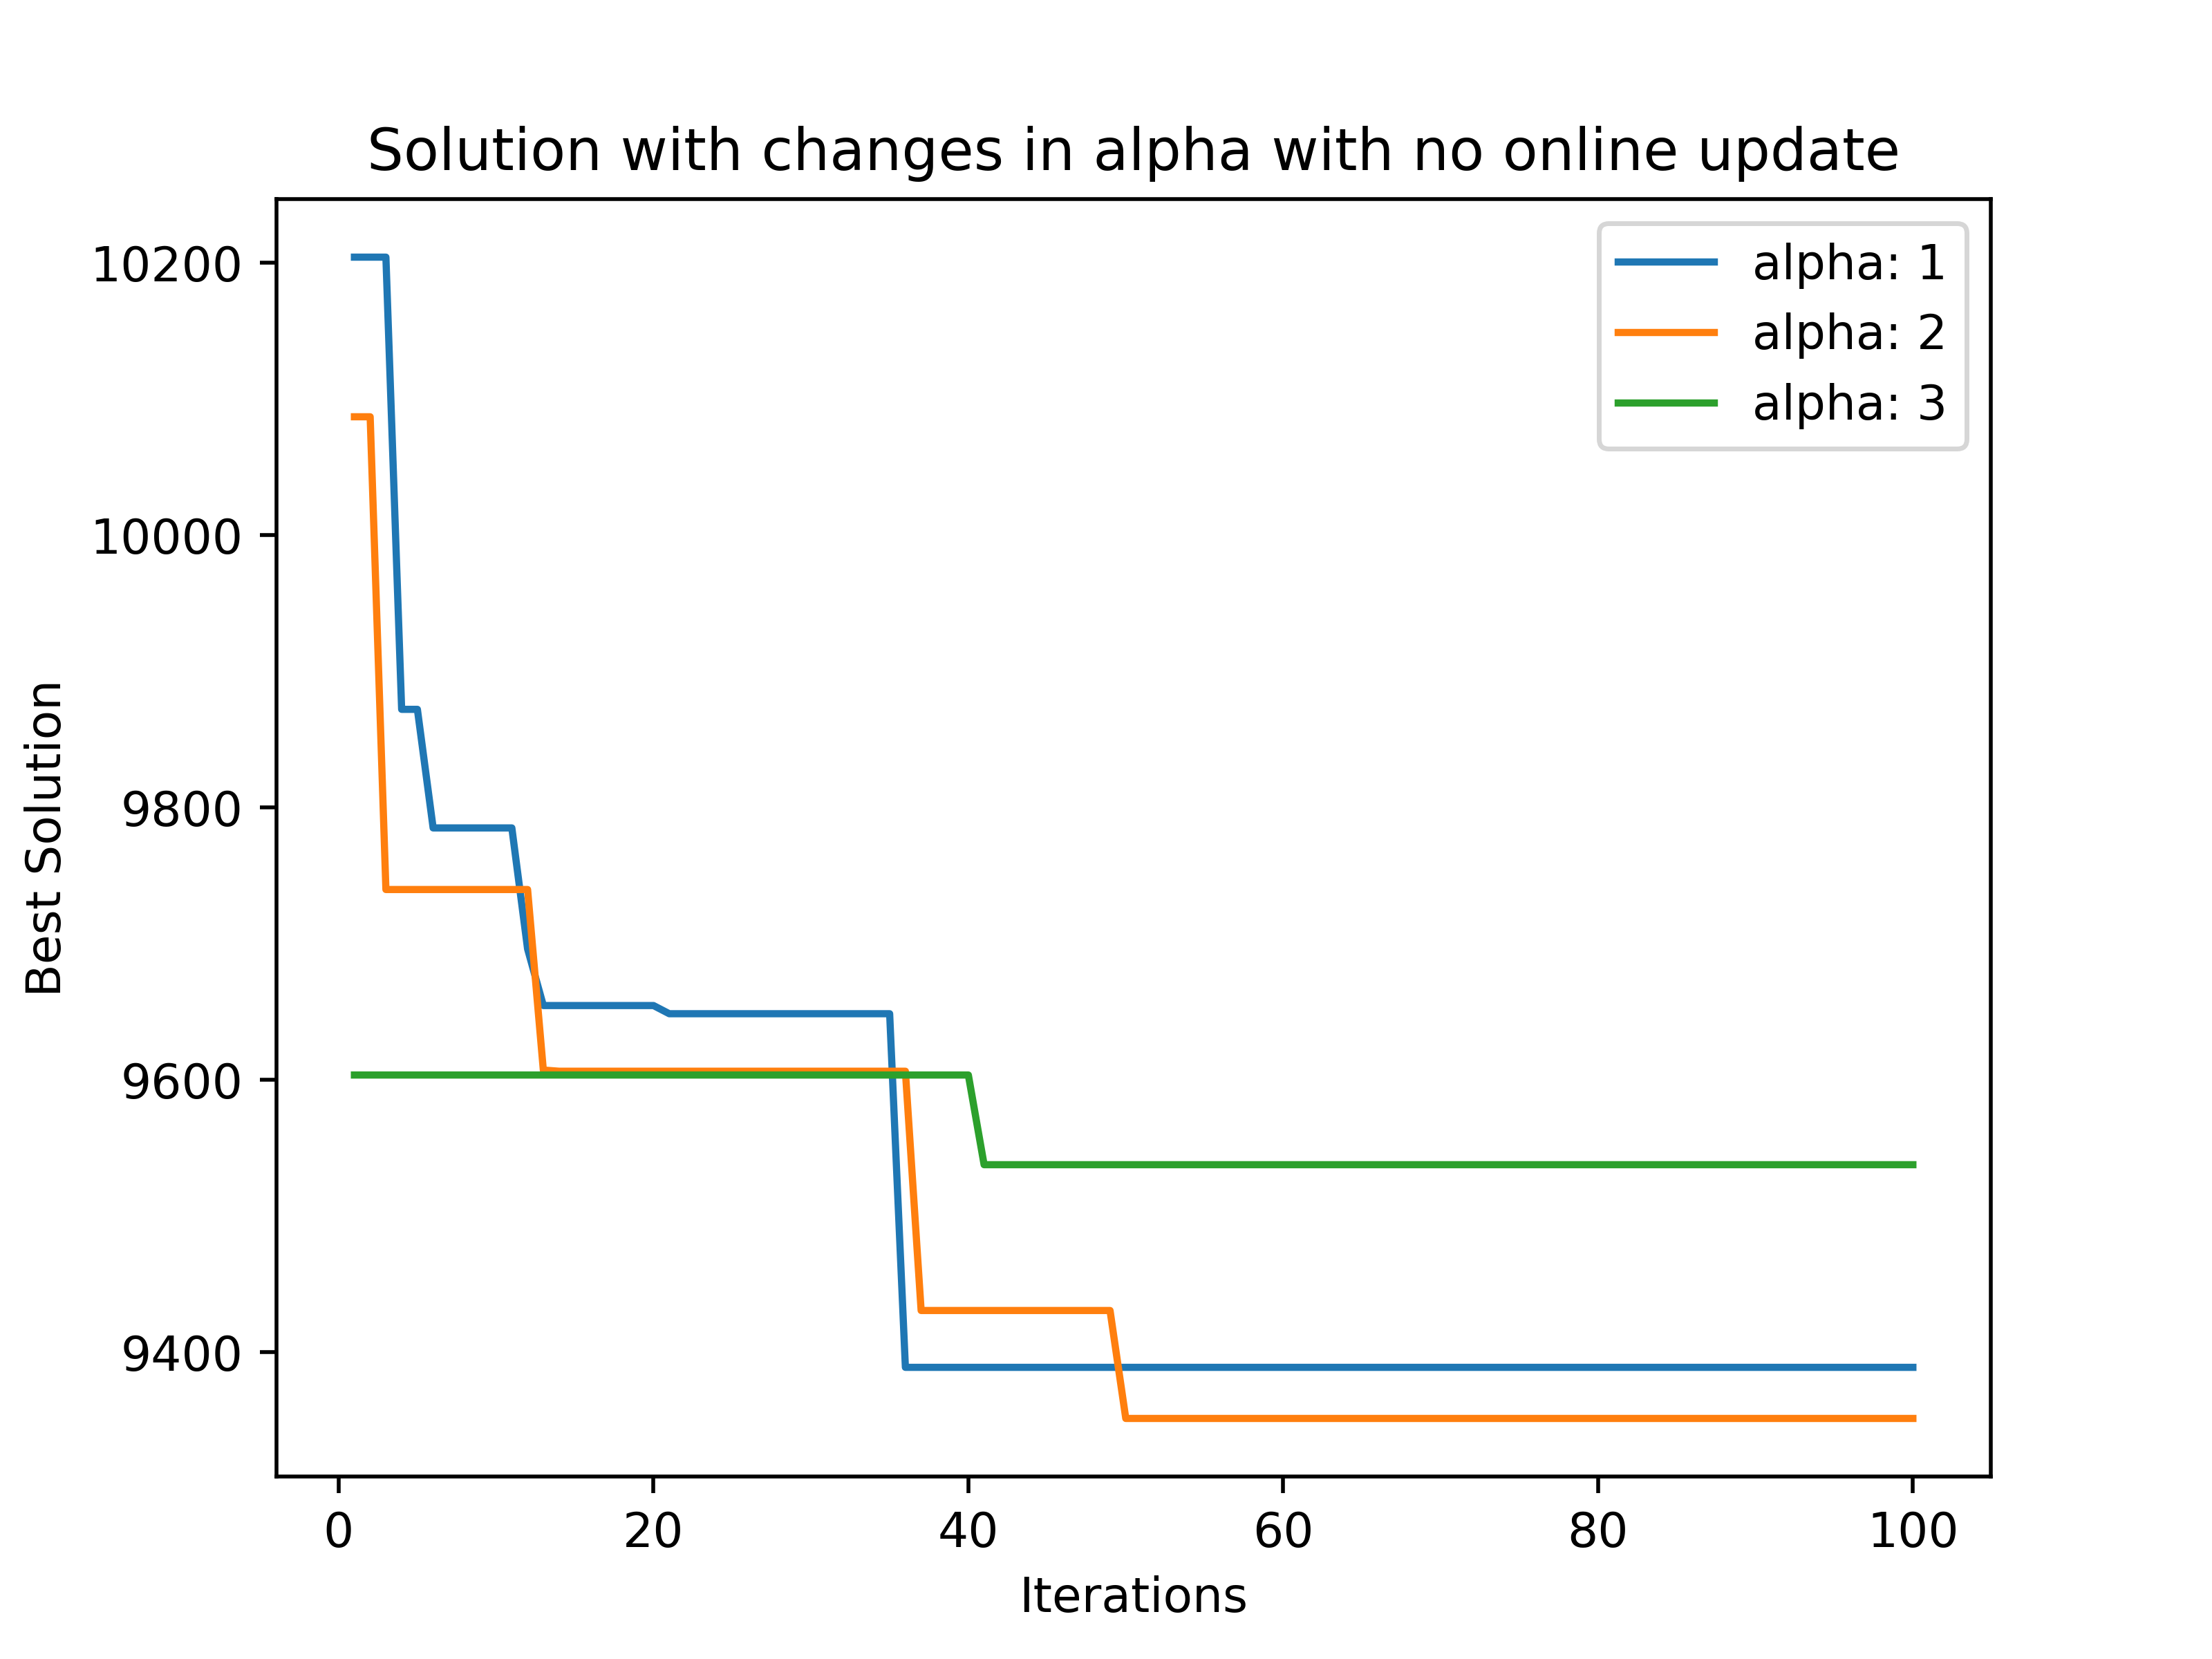 Solution with changes in alpha with no online update
alpha: 1
alpha: 2
alpha: 3
10200
10000
9800
9600
9400
Best Solution
0 20 40 60 80 100
Iterations